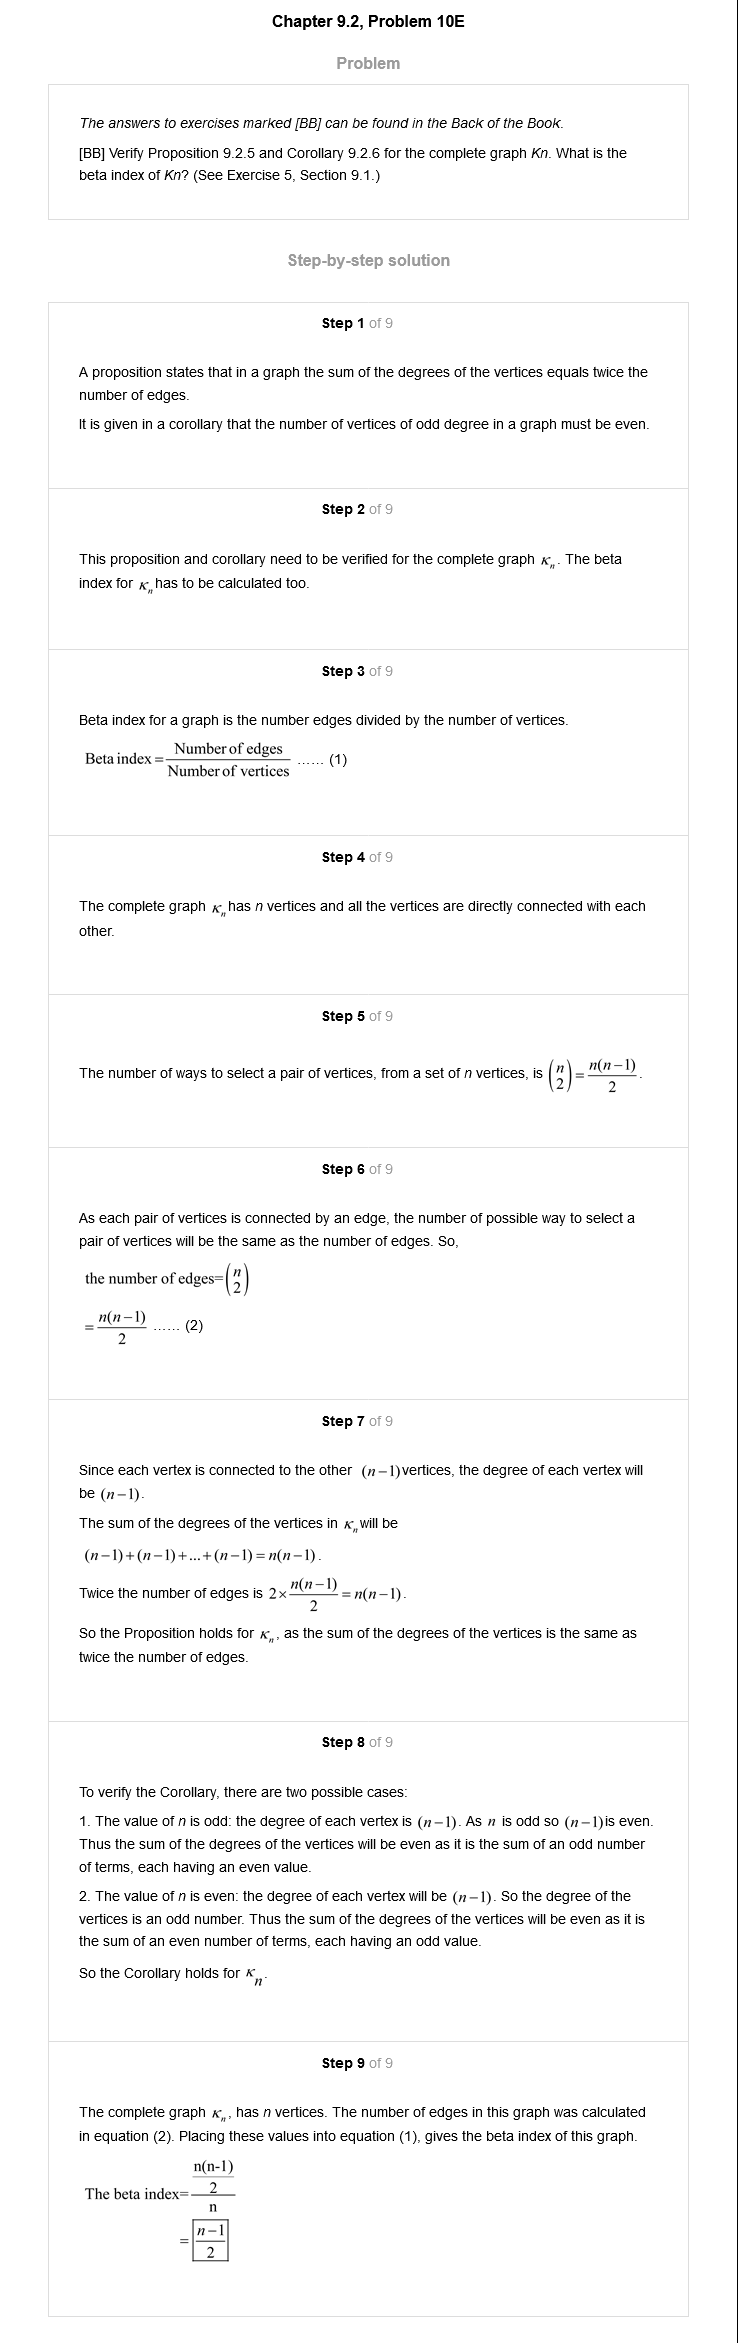 Chapter 9.2, Problem 10E
Problem
The answers to exercises marked [BB] can be found in the Back of the Book.
[BB] Verify Proposition 9.2.5 and Corollary 9.2.6 for the complete graph Kn. What is the
beta index of Kn? (See Exercise 5, Section 9.1.)
Step-by-step solution
Step 1 of 9
A proposition states that in a graph the sum of the degrees of the vertices equals twice the
number of edges.
It is given in a corollary that the number of vertices of odd degree in a graph must be even.
Step 2 of 9
This proposition and corollary need to be verified for the complete graph κₙ. The beta
index for κₙ has to be calculated too.
Step 3 of 9
Beta index for a graph is the number edges divided by the number of vertices.
Beta index = \frac{Number of edges}{Number of vertices} ...... (1)
Step 4 of 9
The complete graph κₙ has n vertices and all the vertices are directly connected with each
other.
Step 5 of 9
The number of ways to select a pair of vertices, from a set of n vertices, is \binom{n}{2} = \frac{n(n-1)}{2}.
Step 6 of 9
As each pair of vertices is connected by an edge, the number of possible way to select a
pair of vertices will be the same as the number of edges. So,
the number of edges= \binom{n}{2}
= \frac{n(n-1)}{2} ...... (2)
Step 7 of 9
Since each vertex is connected to the other (n−1) vertices, the degree of each vertex will
be (n−1).
The sum of the degrees of the vertices in κₙ will be
(n−1)+(n−1)+...+(n−1) = n(n−1).
Twice the number of edges is 2× \frac{n(n-1)}{2} = n(n−1).
So the Proposition holds for κₙ, as the sum of the degrees of the vertices is the same as
twice the number of edges.
Step 8 of 9
To verify the Corollary, there are two possible cases:
1. The value of n is odd: the degree of each vertex is (n−1). As n is odd so (n−1) is even.
Thus the sum of the degrees of the vertices will be even as it is the sum of an odd number
of terms, each having an even value.
2. The value of n is even: the degree of each vertex will be (n−1). So the degree of the
vertices is an odd number. Thus the sum of the degrees of the vertices will be even as it is
the sum of an even number of terms, each having an odd value.
So the Corollary holds for κₙ.
Step 9 of 9
The complete graph κₙ, has n vertices. The number of edges in this graph was calculated
in equation (2). Placing these values into equation (1), gives the beta index of this graph.
The beta index= \frac{\frac{n(n-1)}{2}}{n}
= \frac{n-1}{2}